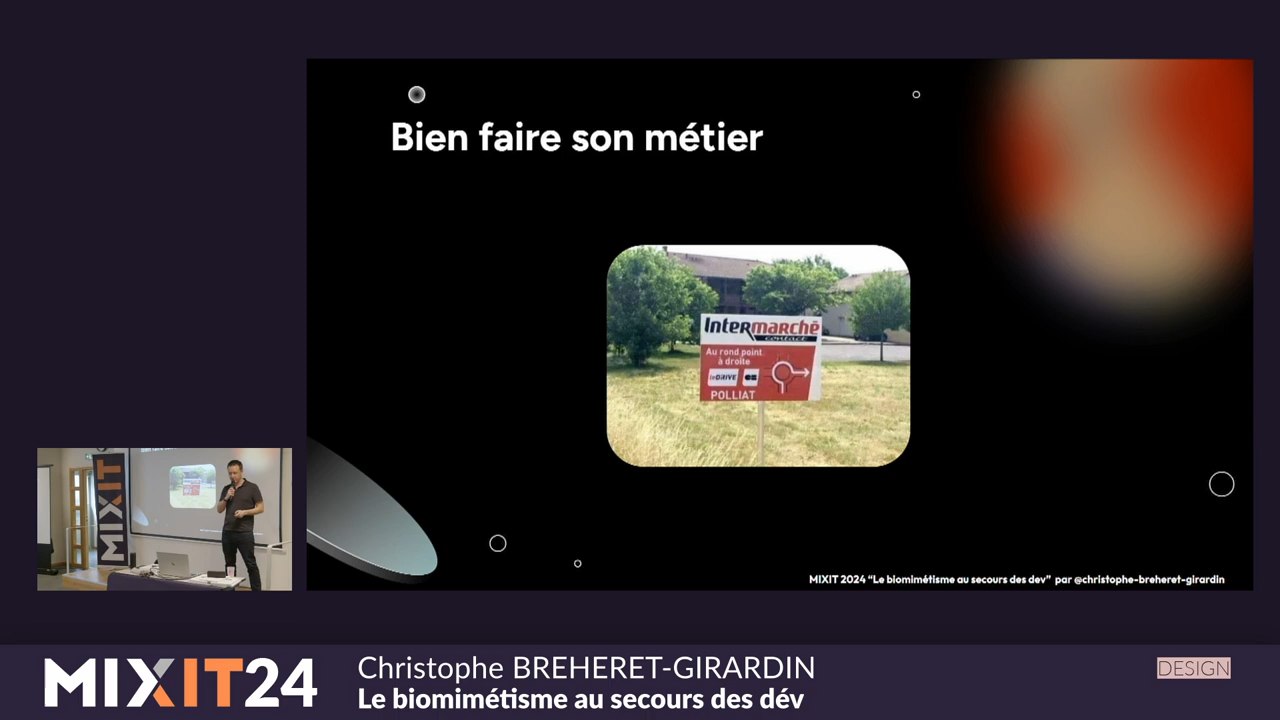 Bien faire son métier
Intermarché
contact
Au rond point
à droite
le DRIVE
POLLIAT
MIXIT 2024 “Le biomimétisme au secours des dev” par @christophe-breheret-girardin
MIXIT
MIXIT24
Christophe BREHERET-GIRARDIN
Le biomimétisme au secours des dév
DESIGN